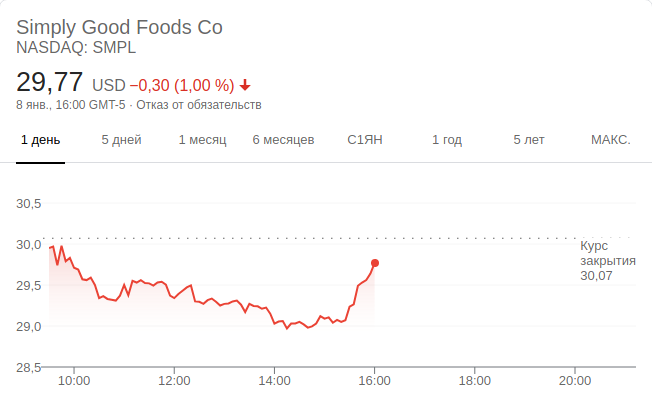 Simply Good Foods Co
NASDAQ: SMPL
29,77 USD −0,30 (1,00 %)
8 янв., 16:00 GMT-5 · Отказ от обязательств
1 день 5 дней 1 месяц 6 месяцев С1ЯН 1 год 5 лет МАКС.
30,5
30,0
29,5
29,0
28,5
Курс
закрытия
30,07
10:00 12:00 14:00 16:00 18:00 20:00